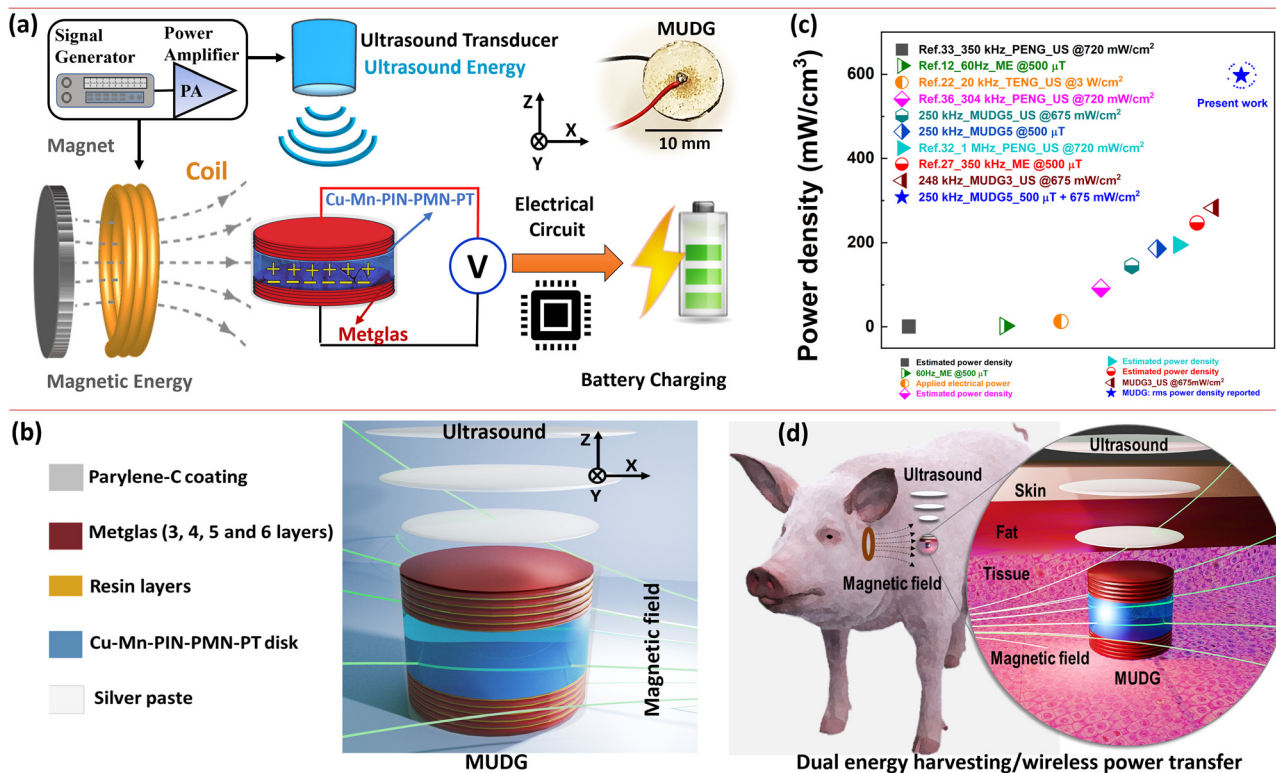 (a)
Signal
Generator
Power
Amplifier
PA
Ultrasound Transducer
Ultrasound Energy
MUDG
10 mm
Z
X
Y
Magnet
Coil
Cu-Mn-PIN-PMN-PT
V
Metglas
Magnetic Energy
Electrical
Circuit
Battery Charging
(c)
Power density (mW/cm³)
600
400
200
0
Ref.33_350 kHz_PENG_US @720 mW/cm²
Ref.12_60Hz_ME @500 μT
Ref.22_20 kHz_TENG_US @3 W/cm²
Ref.36_304 kHz_PENG_US @720 mW/cm²
250 kHz_MUDG5_US @675 mW/cm²
250 kHz_MUDG5 @500 μT
Ref.32_1 MHz_PENG_US @720 mW/cm²
Ref.27_350 kHz_ME @500 μT
248 kHz_MUDG3_US @675 mW/cm²
250 kHz_MUDG5_500 μT + 675 mW/cm²
Present work
Estimated power density
60Hz_ME @500 μT
Applied electrical power
Estimated power density
Estimated power density
Estimated power density
MUDG3_US @675mW/cm²
MUDG: rms power density reported
(b)
Parylene-C coating
Metglas (3, 4, 5 and 6 layers)
Resin layers
Cu-Mn-PIN-PMN-PT disk
Silver paste
Ultrasound
Z
X
Y
Magnetic field
MUDG
(d)
Ultrasound
Magnetic field
Ultrasound
Skin
Fat
Tissue
Magnetic field
MUDG
Dual energy harvesting/wireless power transfer